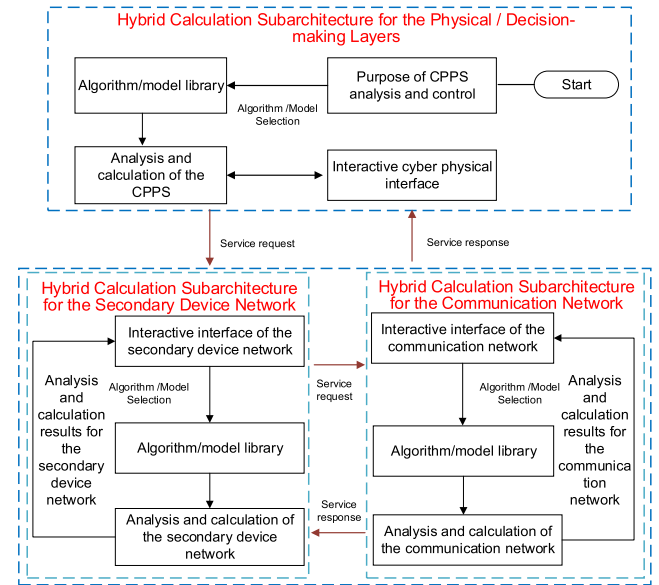 Hybrid Calculation Subarchitecture for the Physical / Decision-
making Layers
Algorithm/model library
Algorithm /Model
Selection
Purpose of CPPS
analysis and control
Start
Analysis and
calculation of the
CPPS
Interactive cyber physical
interface
Service request
Service response
Hybrid Calculation Subarchitecture
for the Secondary Device Network
Interactive interface of the
secondary device network
Algorithm /Model
Selection
Analysis
and
calculation
results for
the
secondary
device
network
Algorithm/model library
Analysis and calculation of
the secondary device
network
Service
request
Service
response
Hybrid Calculation Subarchitecture
for the Communication Network
Interactive interface of the
communication network
Algorithm /Model
Selection
Analysis
and
calculation
results for
the
communica
tion
network
Algorithm/model library
Analysis and calculation of
the communication network